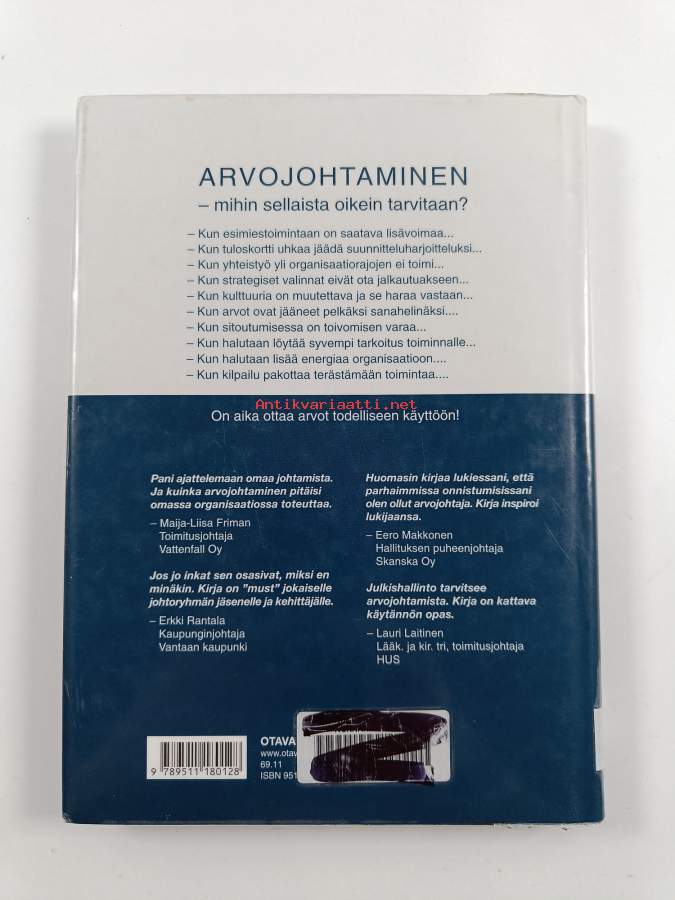 ARVOJOHTAMINEN
– mihin sellaista oikein tarvitaan?
– Kun esimiestoimintaan on saatava lisävoimaa...
– Kun tuloskortti uhkaa jäädä suunnitteluharjoitteluksi...
– Kun yhteistyö yli organisaatiorajojen ei toimi...
– Kun strategiset valinnat eivät ota jalkautuakseen...
– Kun kulttuuria on muutettava ja se haraa vastaan...
– Kun arvot ovat jääneet pelkäksi sanahelinäksi....
– Kun sitoutumisessa on toivomisen varaa...
– Kun halutaan löytää syvempi tarkoitus toiminnalle...
– Kun halutaan lisää energiaa organisaatioon....
– Kun kilpailu pakottaa terästämään toimintaa....
Antikvariaatti.net
On aika ottaa arvot todelliseen käyttöön!
Pani ajattelemaan omaa johtamista.
Ja kuinka arvojohtaminen pitäisi
omassa organisaatiossa toteuttaa.
– Maija-Liisa Friman
Toimitusjohtaja
Vattenfall Oy
Jos jo inkat sen osasivat, miksi en
minäkin. Kirja on "must" jokaiselle
johtoryhmän jäsenelle ja kehittäjälle.
– Erkki Rantala
Kaupunginjohtaja
Vantaan kaupunki
Huomasin kirjaa lukiessani, että
parhaimmissa onnistumisissani
olen ollut arvojohtaja. Kirja inspiroi
lukijaansa.
– Eero Makkonen
Hallituksen puheenjohtaja
Skanska Oy
Julkishallinto tarvitsee
arvojohtamista. Kirja on kattava
käytännön opas.
– Lauri Laitinen
Lääk. ja kir. tri, toimitusjohtaja
HUS
9 789511 180128
OTAVA
www.otava
69.11
ISBN 951